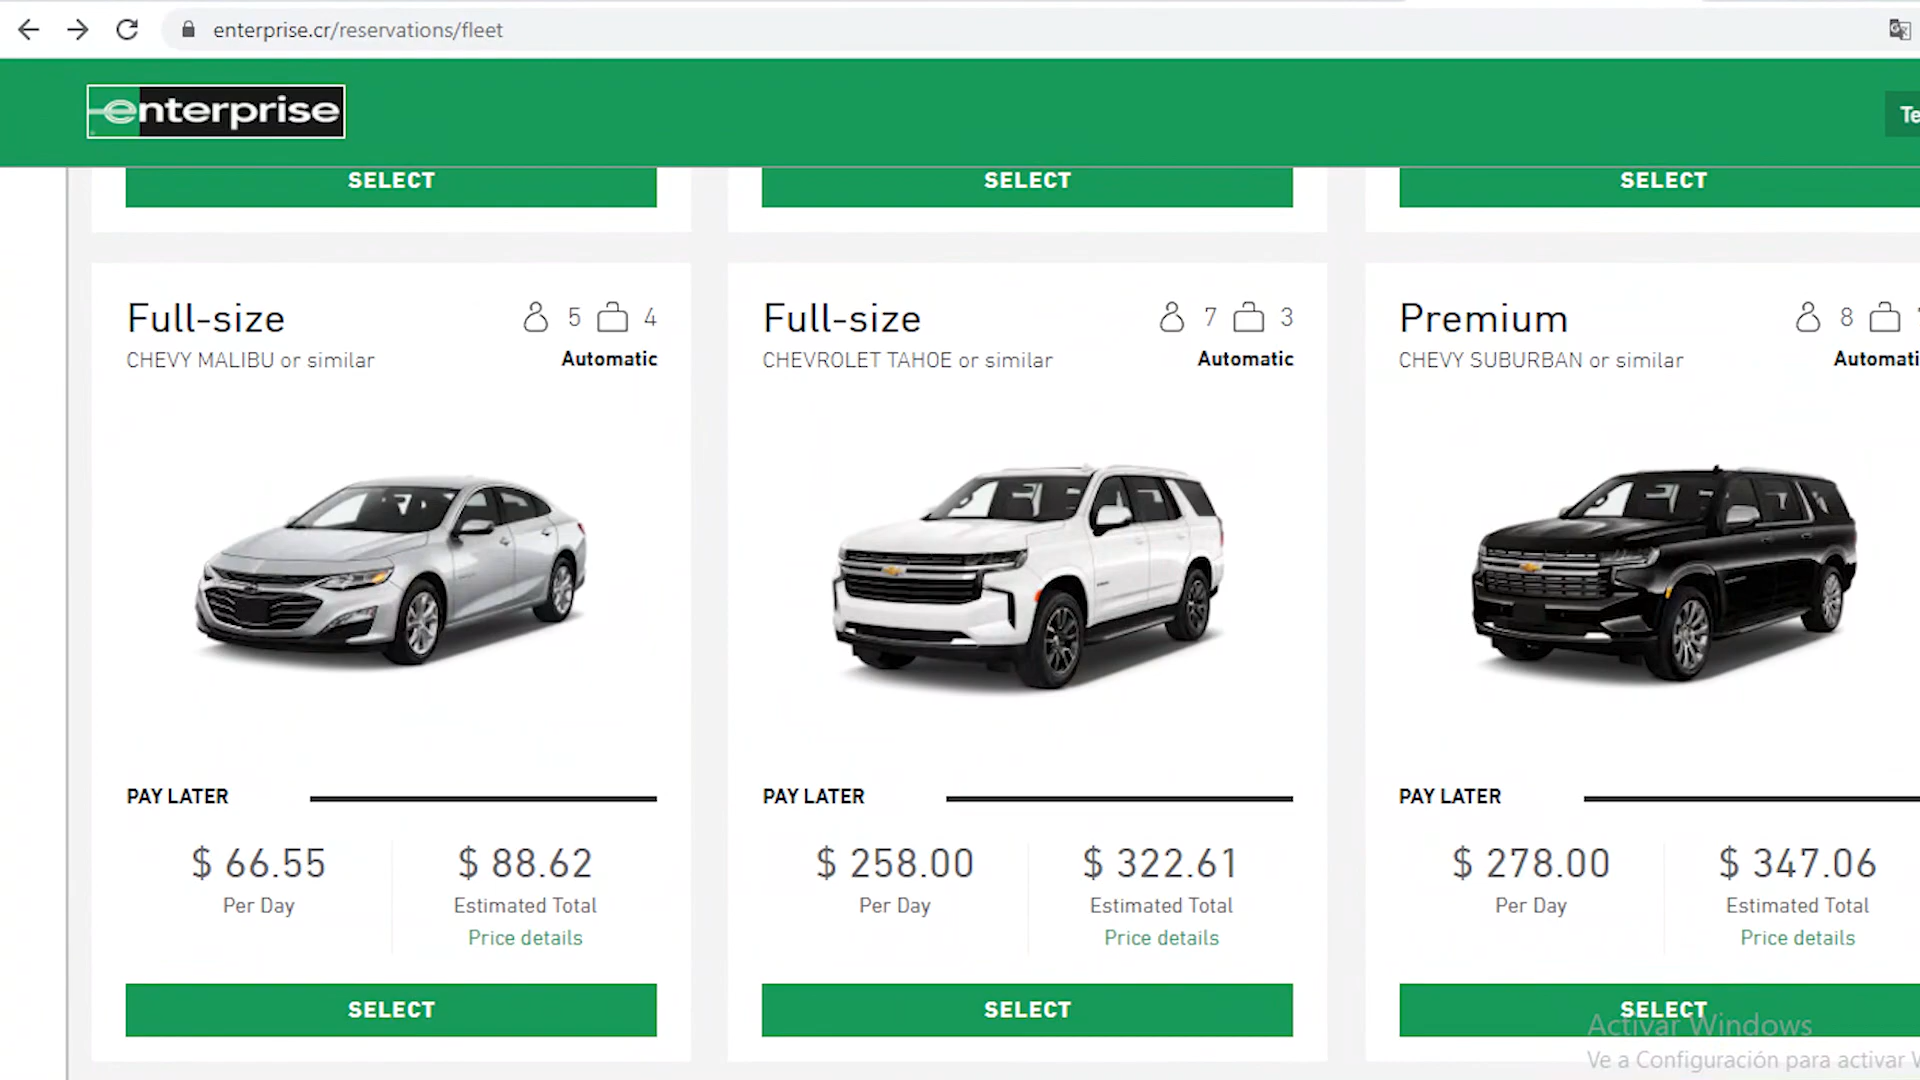 enterprise.cr/reservations/fleet
enterprise
SELECT
SELECT
SELECT
Full-size
5
4
CHEVY MALIBU or similar
Automatic
PAY LATER
$ 66.55
Per Day
$ 88.62
Estimated Total
Price details
SELECT
Full-size
7
3
CHEVROLET TAHOE or similar
Automatic
PAY LATER
$ 258.00
Per Day
$ 322.61
Estimated Total
Price details
SELECT
Premium
8
CHEVY SUBURBAN or similar
Automati
PAY LATER
$ 278.00
Per Day
$ 347.06
Estimated Total
Price details
SELECT
Activar Windows
Ve a Configuración para activar